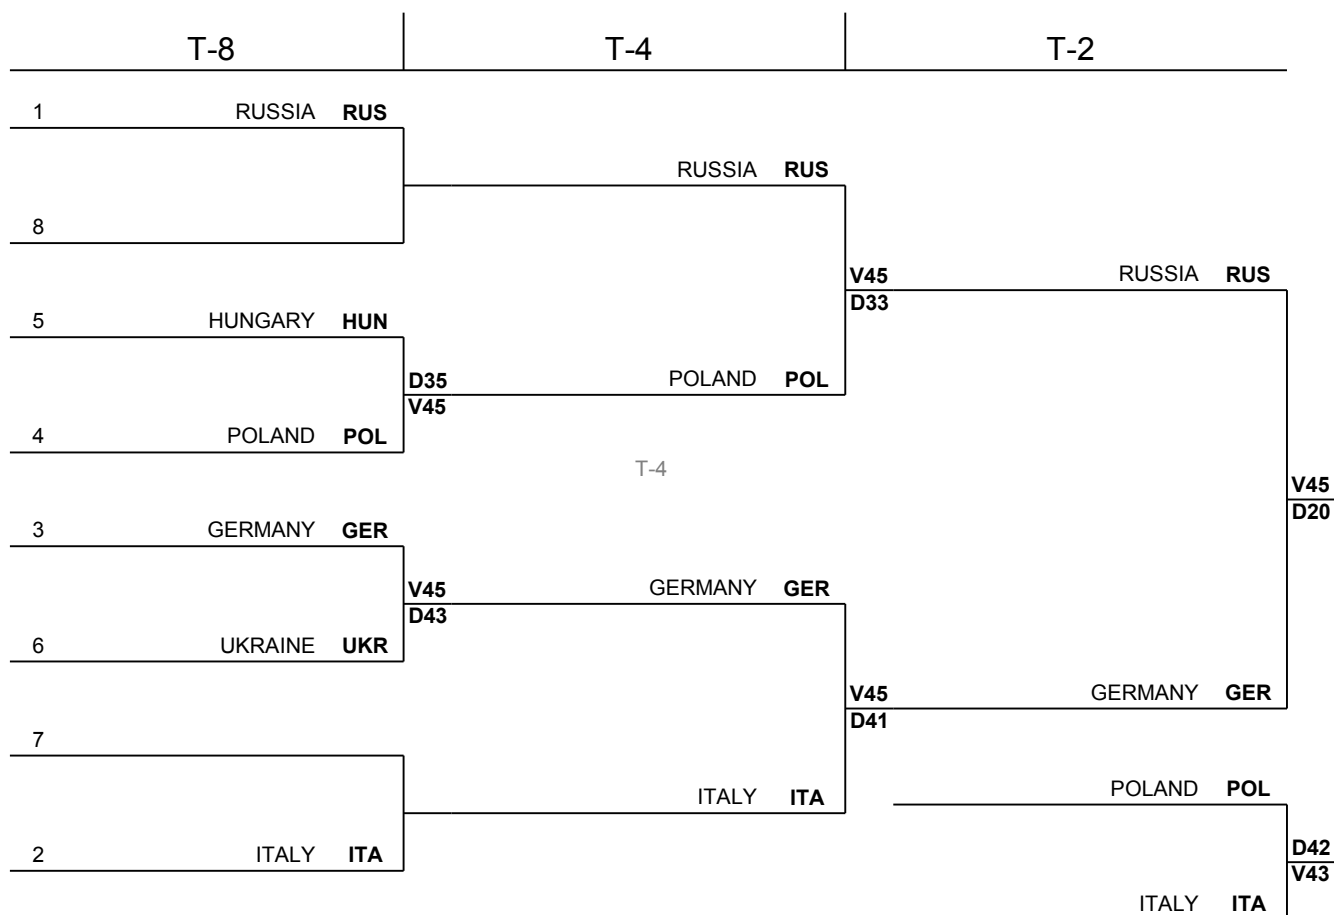 T-8 T-4 T-2
1 RUSSIA RUS
RUSSIA RUS
8
V45 RUSSIA RUS
D33
5 HUNGARY HUN
D35 POLAND POL
V45
4 POLAND POL
T-4
V45
D20
3 GERMANY GER
V45 GERMANY GER
D43
6 UKRAINE UKR
V45 GERMANY GER
D41
7
POLAND POL
ITALY ITA
D42
V43
2 ITALY ITA
ITALY ITA